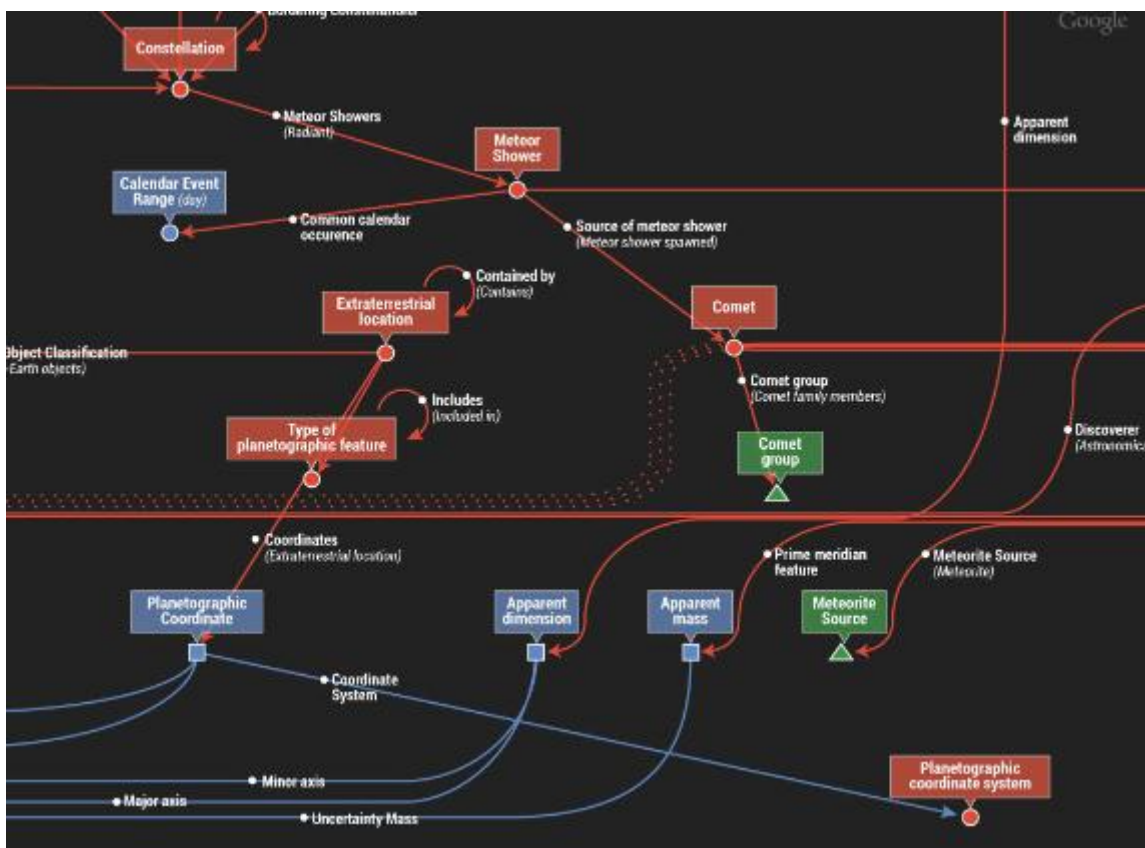 Bordering Constellations
Google
Constellation
Meteor Showers
(Radiant)
Apparent
dimension
Meteor
Shower
Calendar Event
Range (day)
Common calendar
occurence
Source of meteor shower
(Meteor shower spawned)
Contained by
(Contains)
Extraterrestrial
location
Comet
Object Classification
-Earth objects)
Comet group
(Comet family members)
Includes
(Included in)
Type of
planetographic feature
Discoverer
(Astronomica
Comet
group
Coordinates
(Extraterrestrial location)
Prime meridian
feature
Meteorite Source
(Meteorite)
Planetographic
Coordinate
Apparent
dimension
Apparent
mass
Meteorite
Source
Coordinate
System
Planetographic
coordinate system
Minor axis
Major axis
Uncertainty Mass